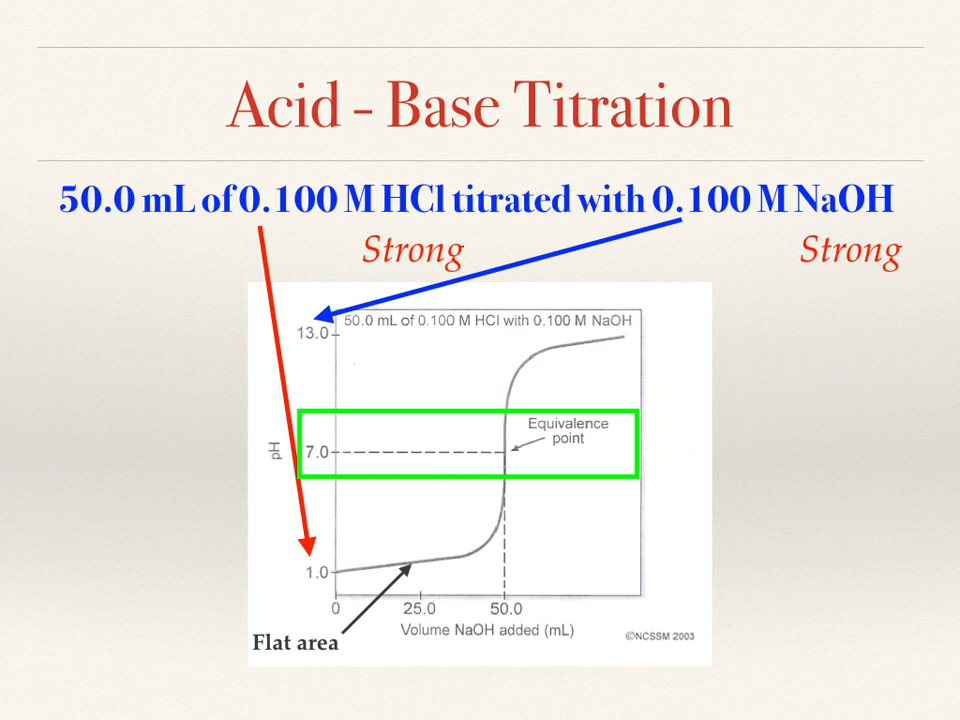 Acid - Base Titration
50.0 mL of 0.100 M HCl titrated with 0.100 M NaOH
Strong Strong
50.0 mL of 0.100 M HCl with 0.100 M NaOH
13.0
Equivalence
point
pH
7.0
1.0
0 25.0 50.0
Volume NaOH added (mL)
Flat area
©NCSSM 2003